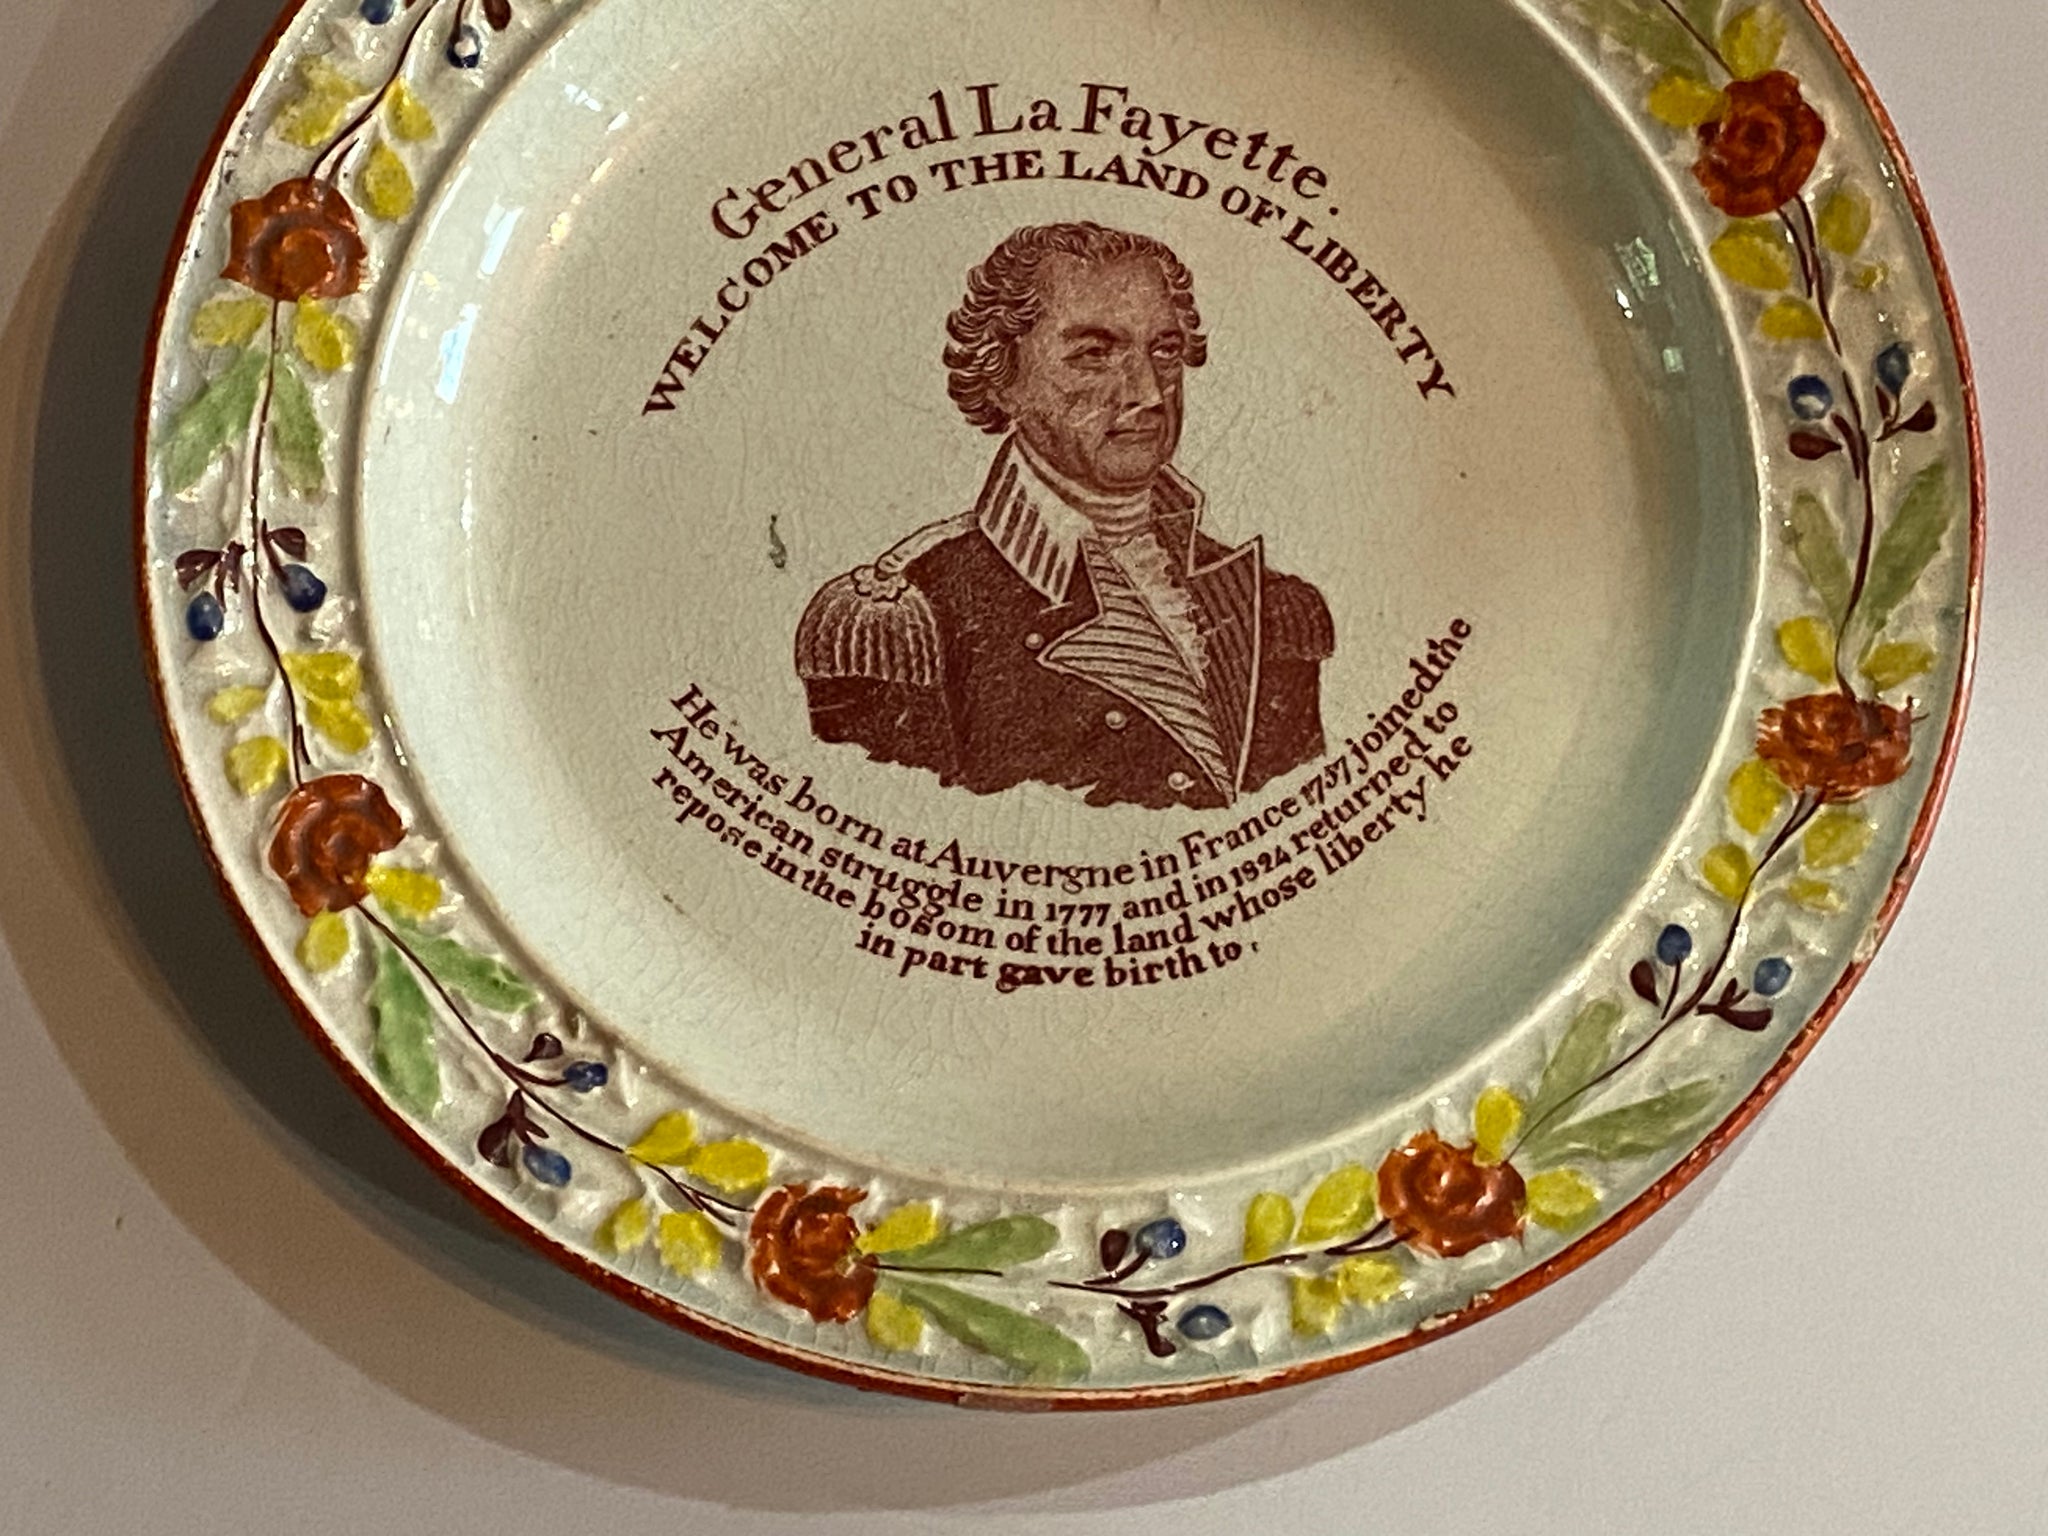 General La Fayette.
WELCOME TO THE LAND OF LIBERTY
He was born at Auvergne in France 1757 joined the
American struggle in 1777 and in 1824 returned to
repose in the bosom of the land whose liberty he
in part gave birth to.